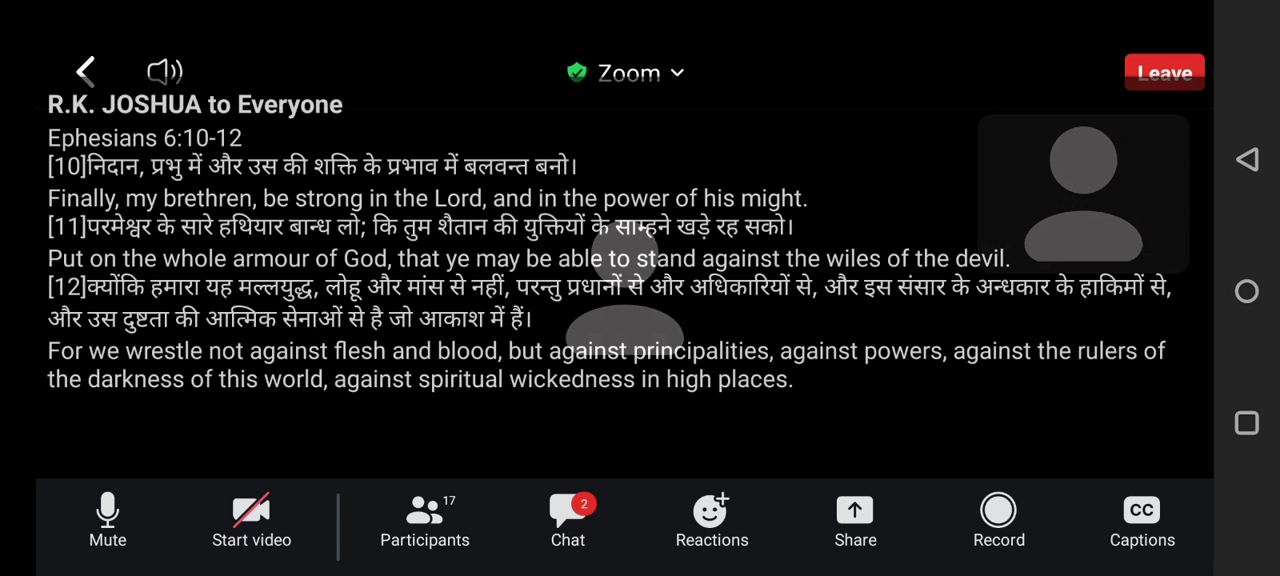 Zoom
Leave
R.K. JOSHUA to Everyone
Ephesians 6:10-12
[10]निदान, प्रभु में और उस की शक्ति के प्रभाव में बलवन्त बनो।
Finally, my brethren, be strong in the Lord, and in the power of his might.
[11]परमेश्वर के सारे हथियार बान्ध लो; कि तुम शैतान की युक्तियों के साम्हने खड़े रह सको।
Put on the whole armour of God, that ye may be able to stand against the wiles of the devil.
[12]क्योंकि हमारा यह मल्लयुद्ध, लोहू और मांस से नहीं, परन्तु प्रधानों से और अधिकारियों से, और इस संसार के अन्धकार के हाकिमों से,
और उस दुष्टता की आत्मिक सेनाओं से है जो आकाश में हैं।
For we wrestle not against flesh and blood, but against principalities, against powers, against the rulers of
the darkness of this world, against spiritual wickedness in high places.
17
2
CC
Mute Start video Participants Chat Reactions Share Record Captions